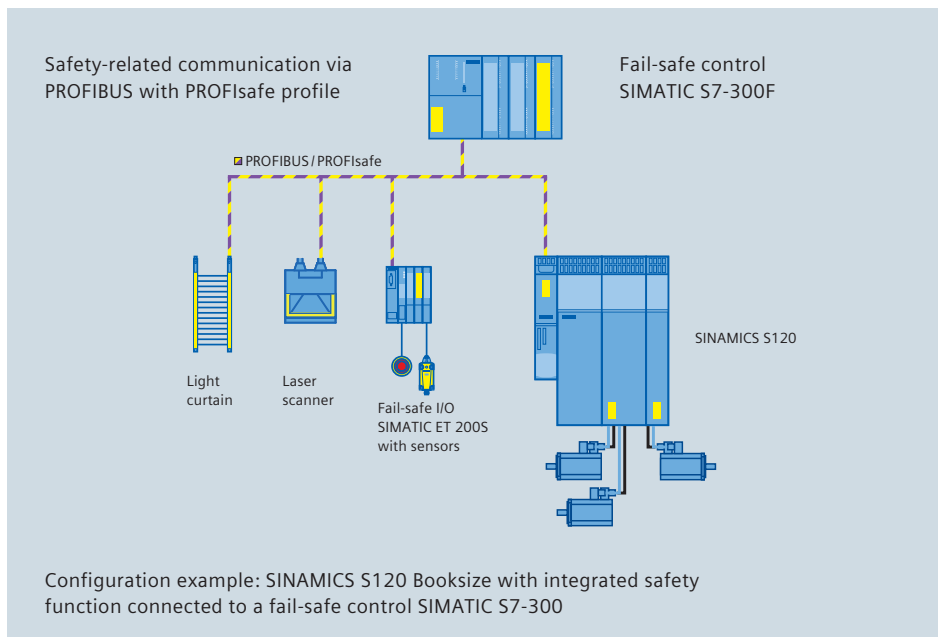 Safety-related communication via
PROFIBUS with PROFIsafe profile
Fail-safe control
SIMATIC S7-300F
PROFIBUS/PROFIsafe
Light
curtain
Laser
scanner
Fail-safe I/O
SIMATIC ET 200S
with sensors
SINAMICS S120
Configuration example: SINAMICS S120 Booksize with integrated safety
function connected to a fail-safe control SIMATIC S7-300